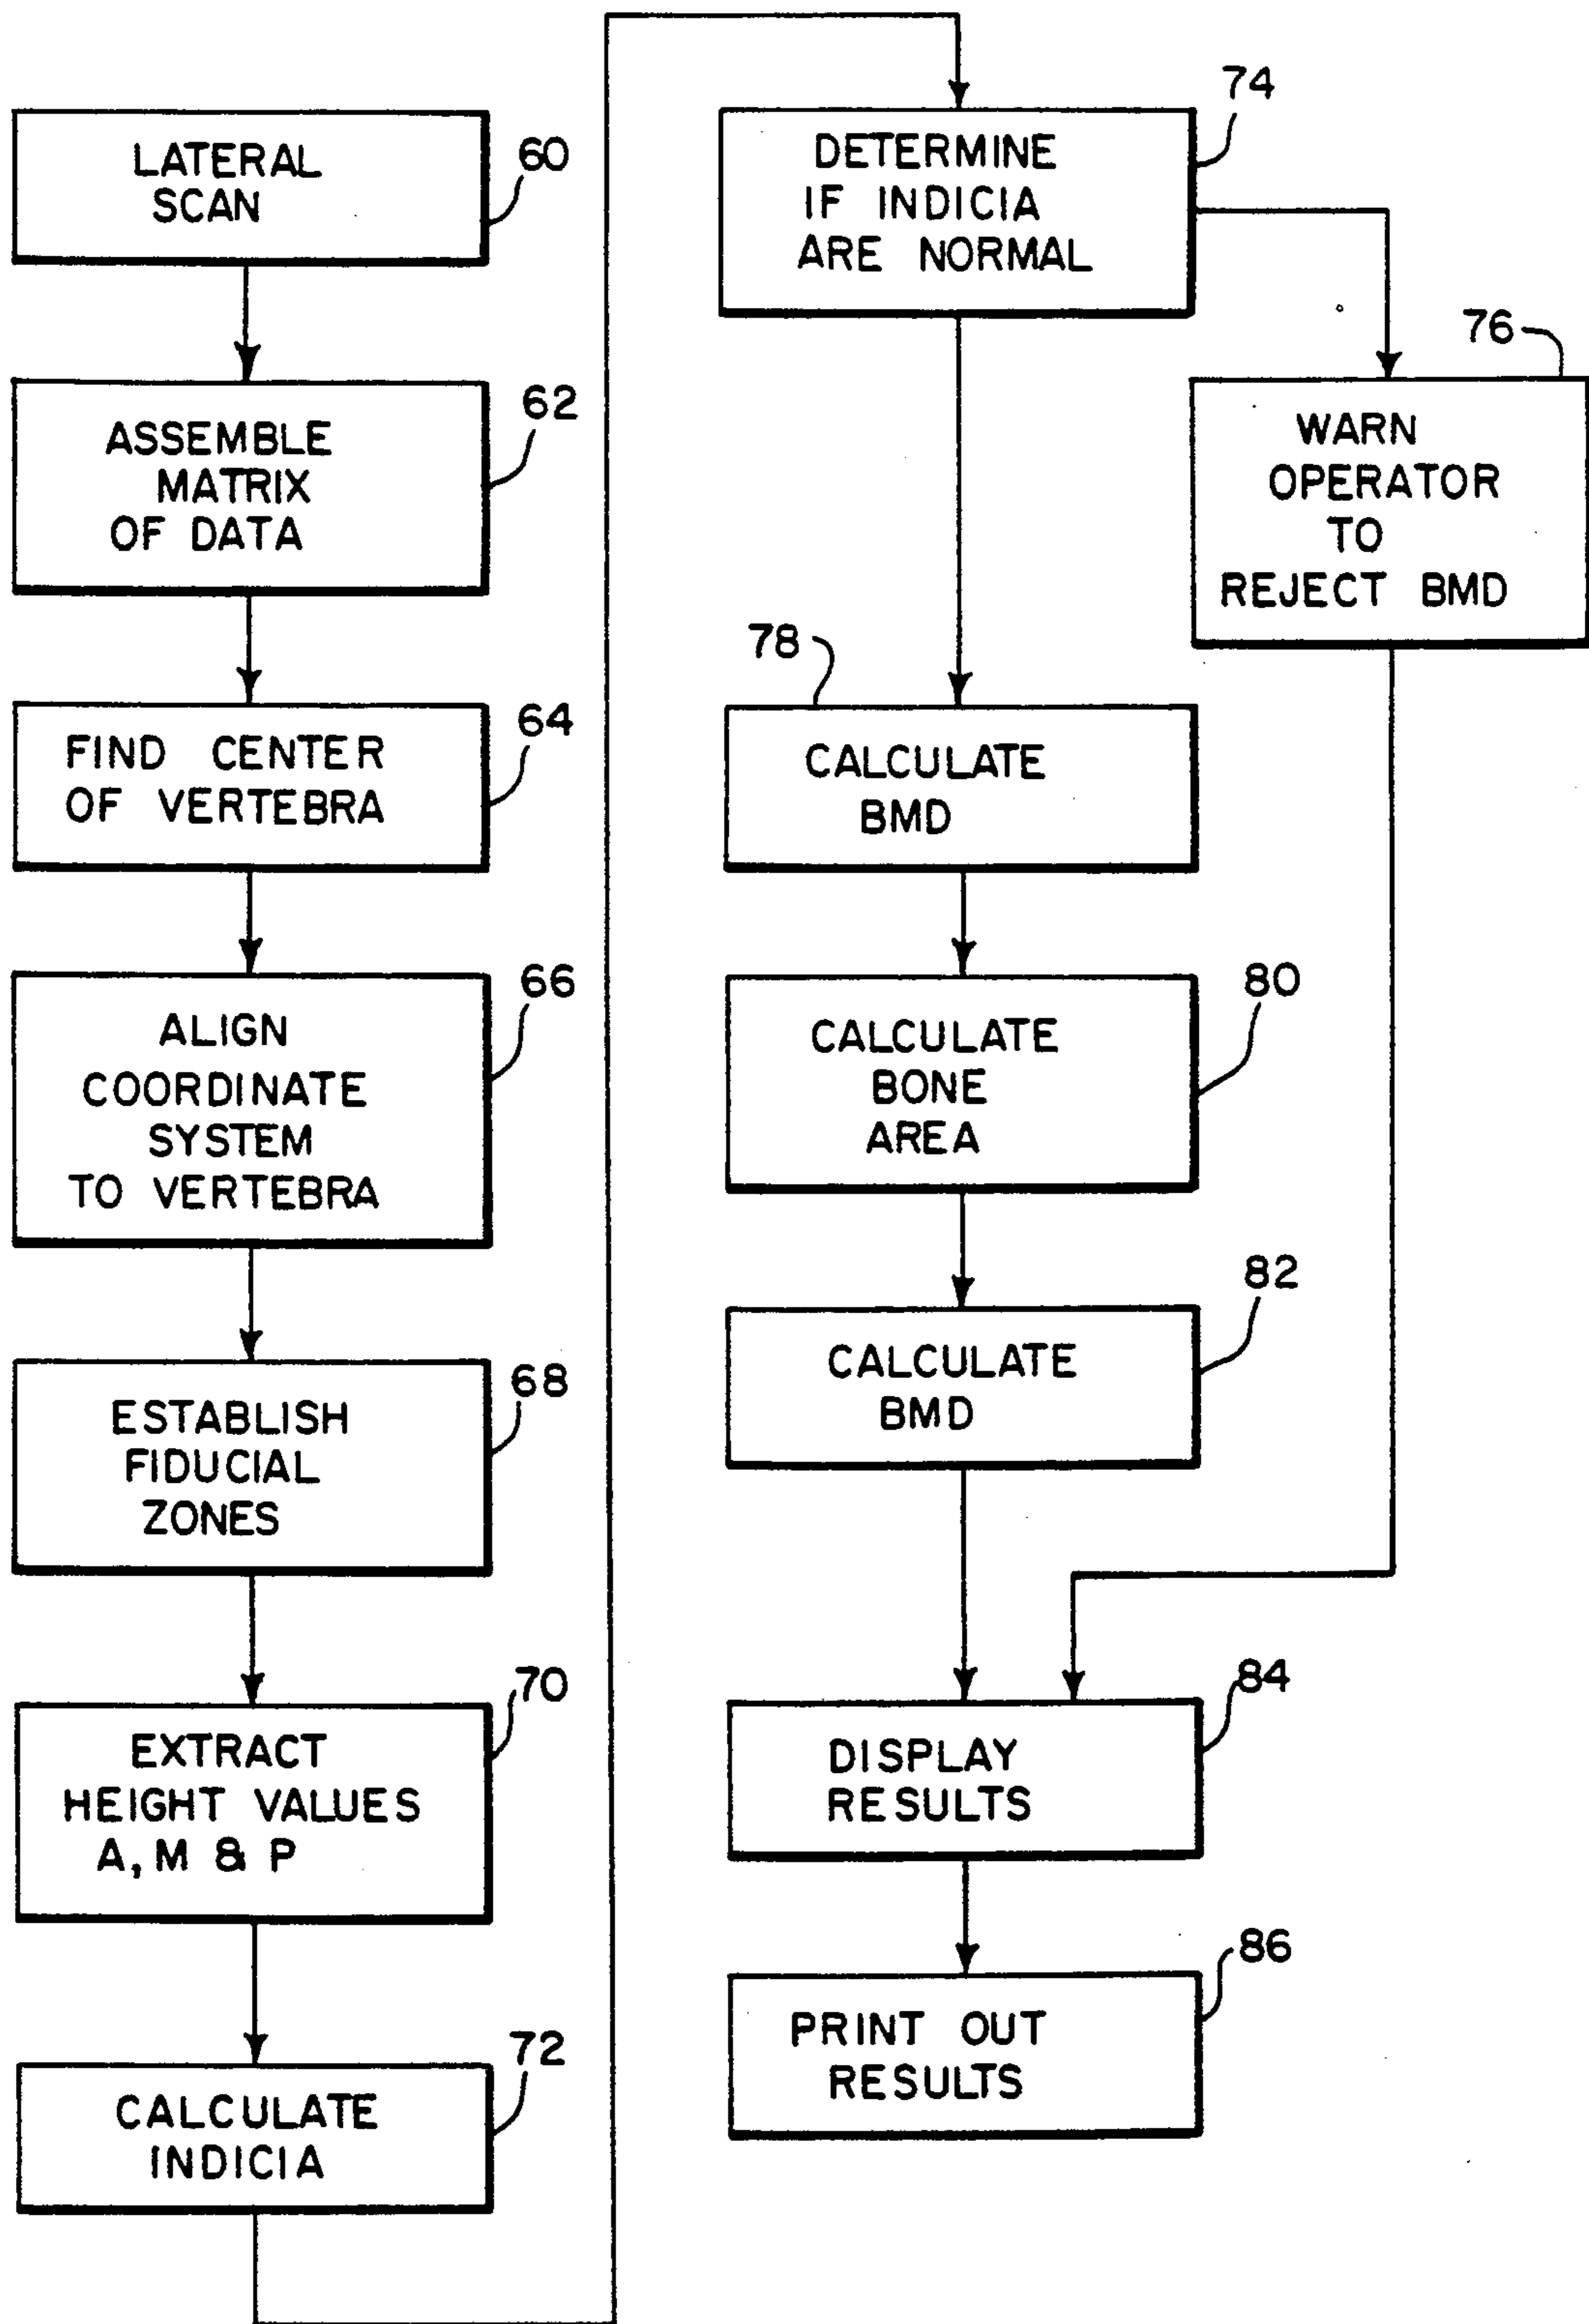 LATERAL
SCAN
60
ASSEMBLE
MATRIX
OF DATA
62
FIND CENTER
OF VERTEBRA
64
ALIGN
COORDINATE
SYSTEM
TO VERTEBRA
66
ESTABLISH
FIDUCIAL
ZONES
68
EXTRACT
HEIGHT VALUES
A, M & P
70
CALCULATE
INDICIA
72
DETERMINE
IF INDICIA
ARE NORMAL
74
WARN
OPERATOR
TO
REJECT BMD
76
CALCULATE
BMD
78
CALCULATE
BONE
AREA
80
CALCULATE
BMD
82
DISPLAY
RESULTS
84
PRINT OUT
RESULTS
86